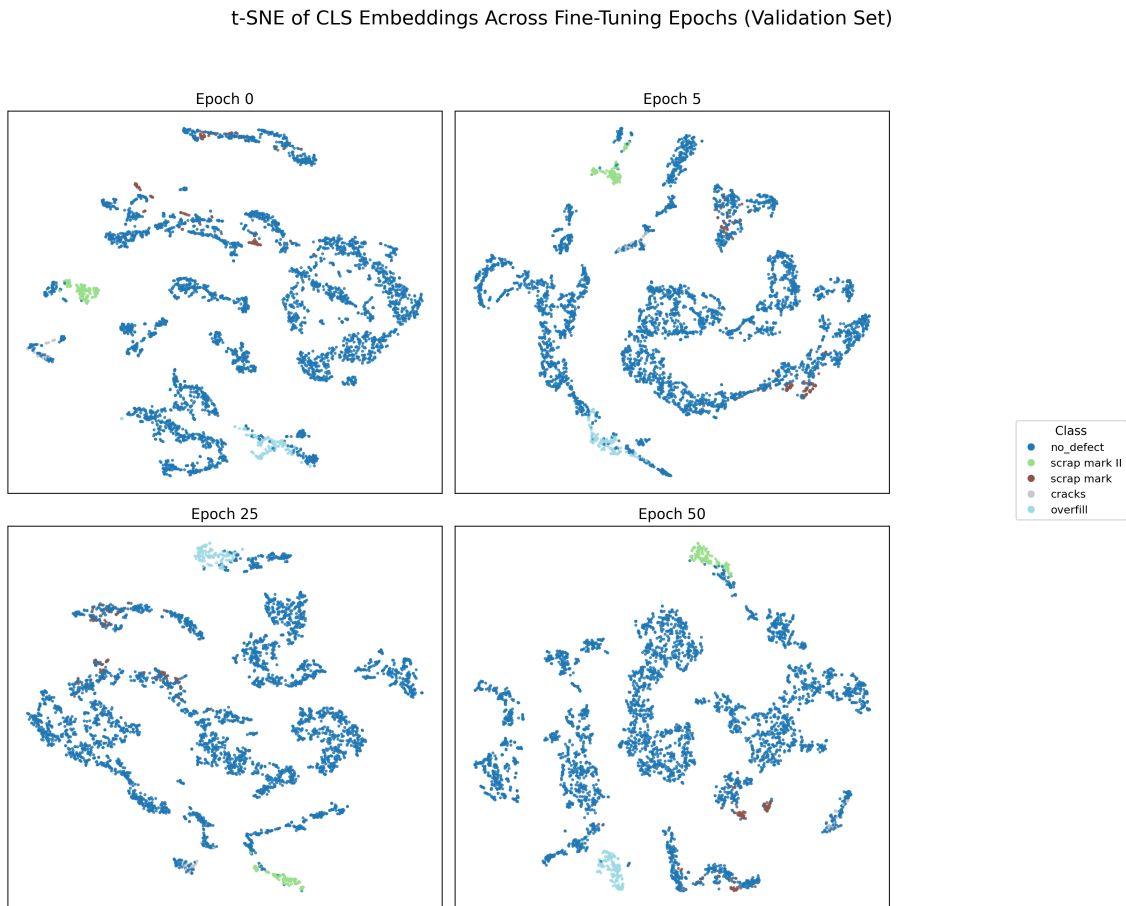 t-SNE of CLS Embeddings Across Fine-Tuning Epochs (Validation Set)
Epoch 0
Epoch 5
Class
no_defect
scrap mark II
scrap mark
cracks
overfill
Epoch 25
Epoch 50